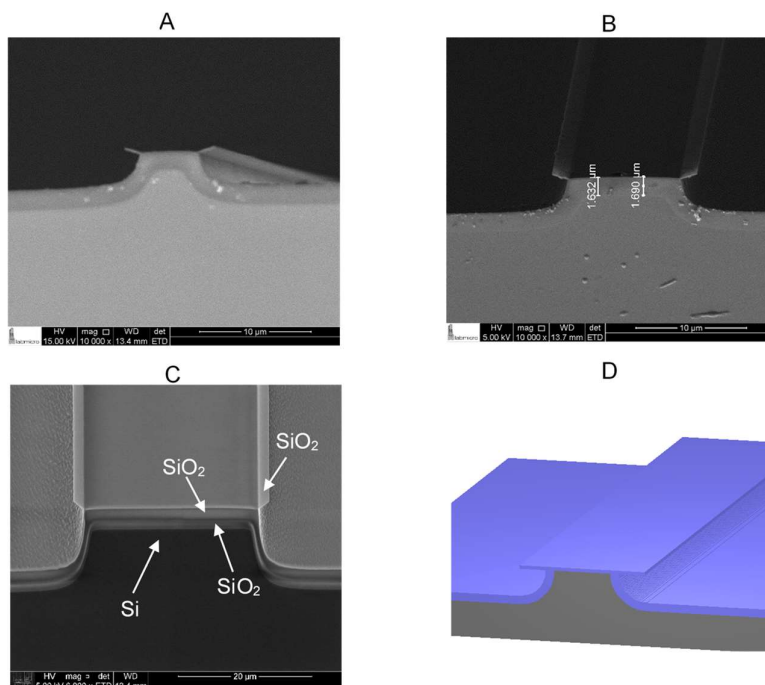 A
B
1.632 µm
1.690 µm
HV mag WD det
15.00 kV 10 000 x 13.4 mm ETD
10 µm
labmicro
HV mag WD det
5.00 kV 10 000 x 13.7 mm ETD
10 µm
C
D
SiO2
SiO2
SiO2
Si
HV mag WD det
20 µm